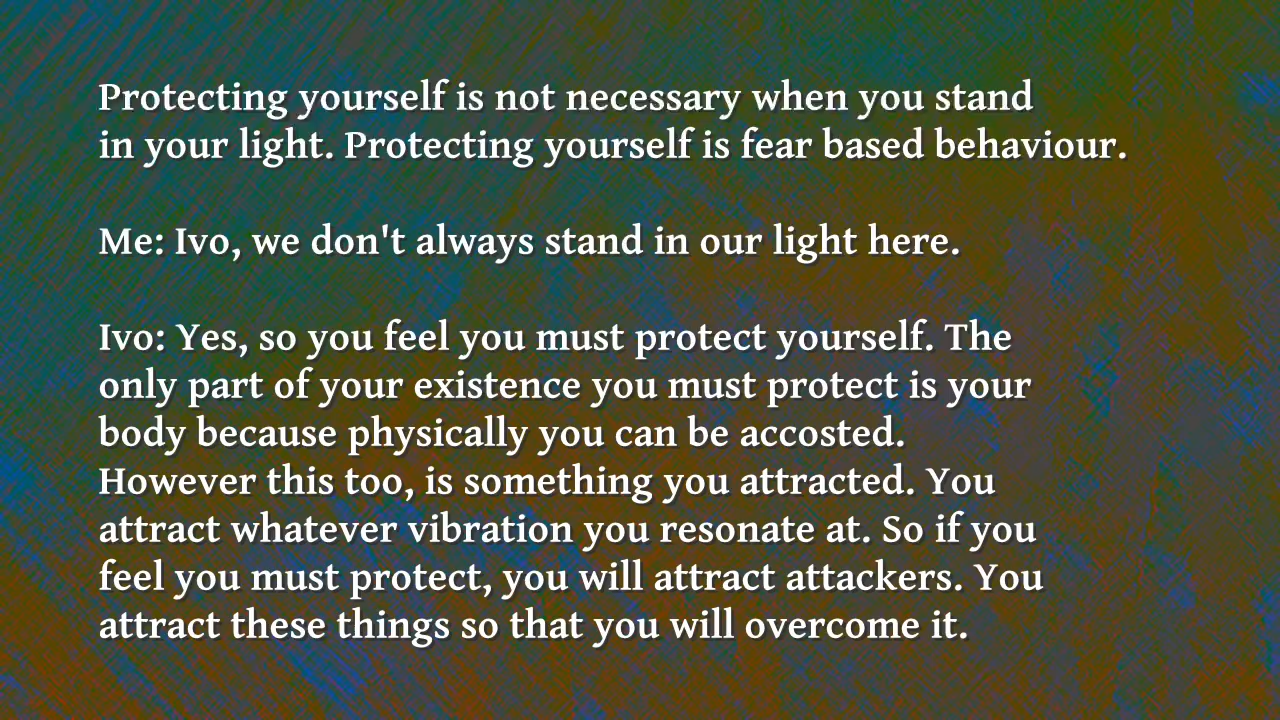 Protecting yourself is not necessary when you stand
in your light. Protecting yourself is fear based behaviour.
Me: Ivo, we don't always stand in our light here.
Ivo: Yes, so you feel you must protect yourself. The
only part of your existence you must protect is your
body because physically you can be accosted.
However this too, is something you attracted. You
attract whatever vibration you resonate at. So if you
feel you must protect, you will attract attackers. You
attract these things so that you will overcome it.